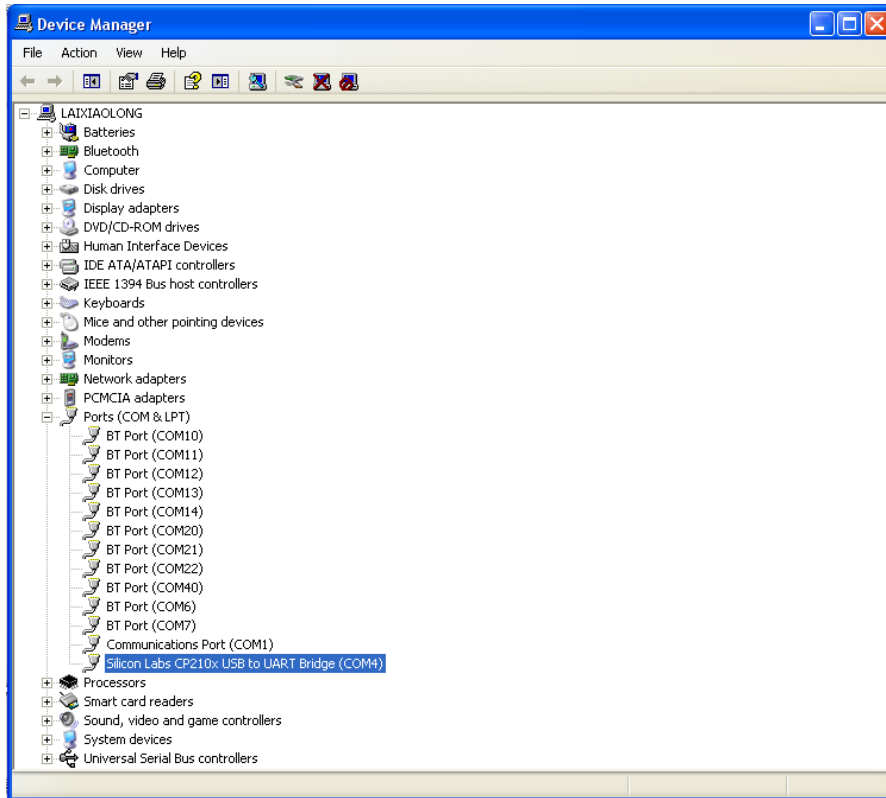 Device Manager
File Action View Help
LAIXIAOLONG
Batteries
Bluetooth
Computer
Disk drives
Display adapters
DVD/CD-ROM drives
Human Interface Devices
IDE ATA/ATAPI controllers
IEEE 1394 Bus host controllers
Keyboards
Mice and other pointing devices
Modems
Monitors
Network adapters
PCMCIA adapters
Ports (COM & LPT)
BT Port (COM10)
BT Port (COM11)
BT Port (COM12)
BT Port (COM13)
BT Port (COM14)
BT Port (COM20)
BT Port (COM21)
BT Port (COM22)
BT Port (COM40)
BT Port (COM6)
BT Port (COM7)
Communications Port (COM1)
Silicon Labs CP210x USB to UART Bridge (COM4)
Processors
Smart card readers
Sound, video and game controllers
System devices
Universal Serial Bus controllers